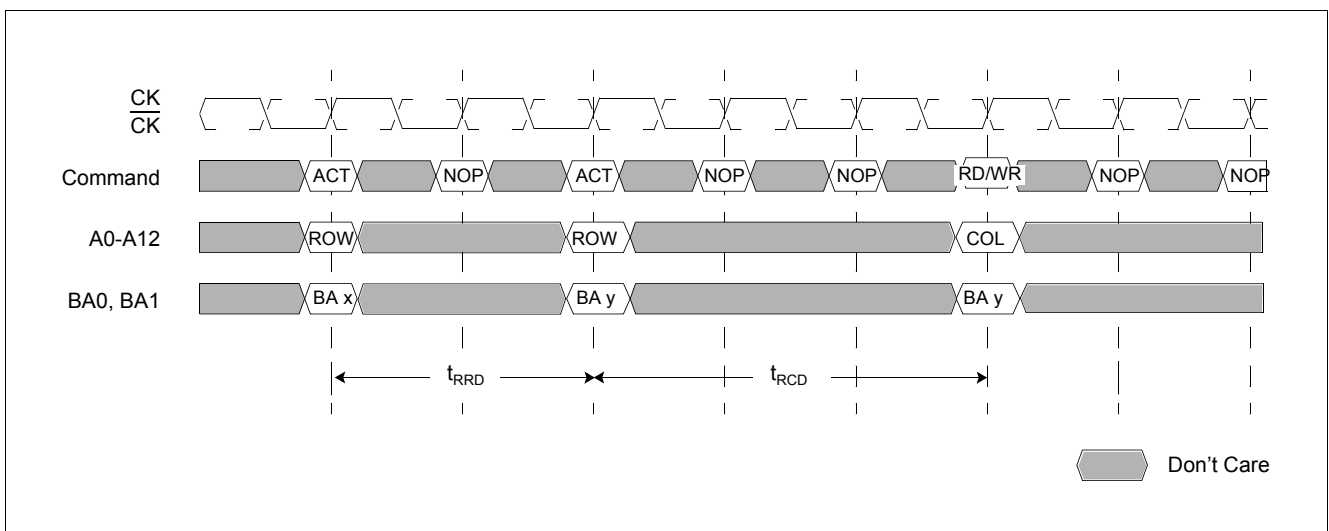 CK
CK
Command ACT NOP ACT NOP NOP RD/WR NOP NOP
A0-A12 ROW ROW COL
BA0, BA1 BA x BA y BA y
tRRD tRCD
Don't Care